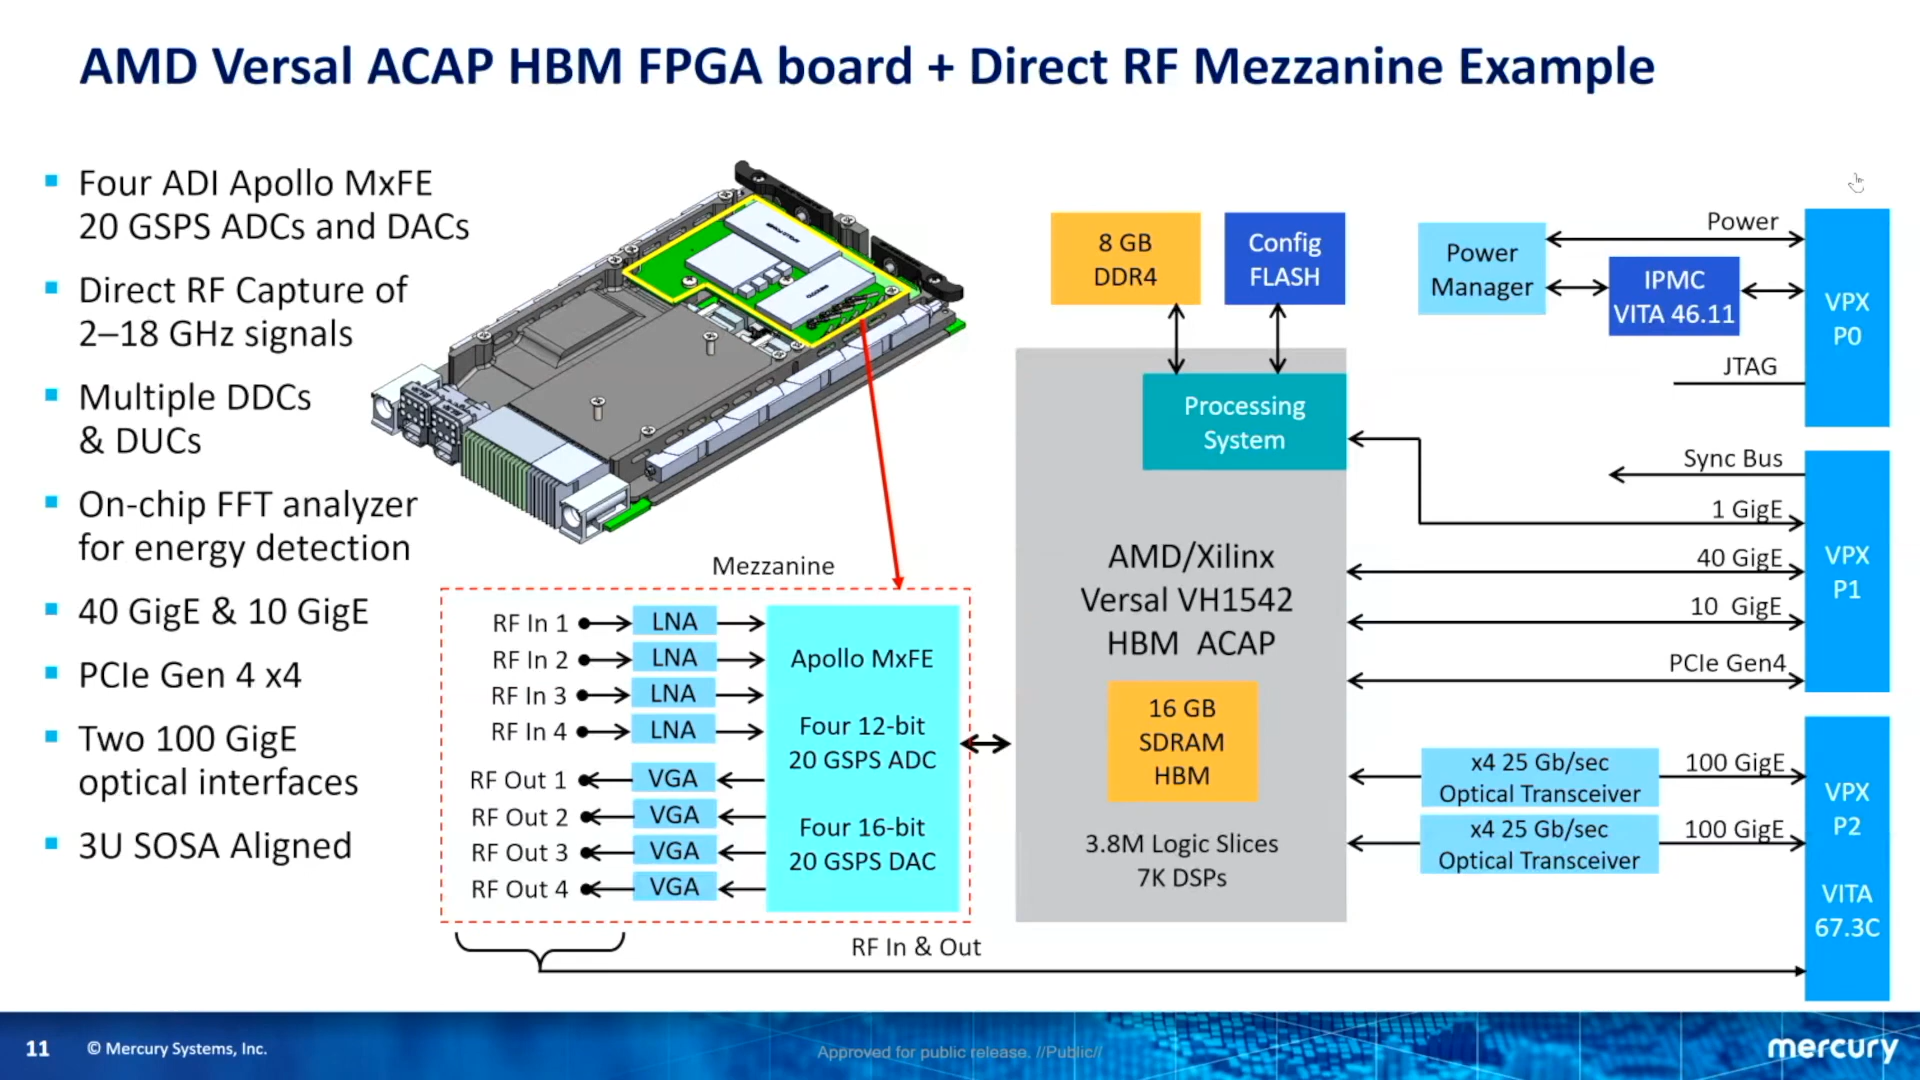 AMD Versal ACAP HBM FPGA board + Direct RF Mezzanine Example
Four ADI Apollo MxFE
20 GSPS ADCs and DACs
Direct RF Capture of
2–18 GHz signals
Multiple DDCs
& DUCs
On-chip FFT analyzer
for energy detection
40 GigE & 10 GigE
PCIe Gen 4 x4
Two 100 GigE
optical interfaces
3U SOSA Aligned
Mezzanine
RF In 1
LNA
RF In 2
LNA
RF In 3
LNA
RF In 4
LNA
RF Out 1
VGA
RF Out 2
VGA
RF Out 3
VGA
RF Out 4
VGA
Apollo MxFE
Four 12-bit
20 GSPS ADC
Four 16-bit
20 GSPS DAC
RF In & Out
8 GB
DDR4
Config
FLASH
Processing
System
AMD/Xilinx
Versal VH1542
HBM ACAP
16 GB
SDRAM
HBM
3.8M Logic Slices
7K DSPs
Power
Manager
IPMC
VITA 46.11
Power
JTAG
VPX
P0
Sync Bus
1 GigE
40 GigE
10 GigE
PCIe Gen4
VPX
P1
x4 25 Gb/sec
Optical Transceiver
100 GigE
x4 25 Gb/sec
Optical Transceiver
100 GigE
VPX
P2
VITA
67.3C
11
© Mercury Systems, Inc.
Approved for public release. //Public//
mercury